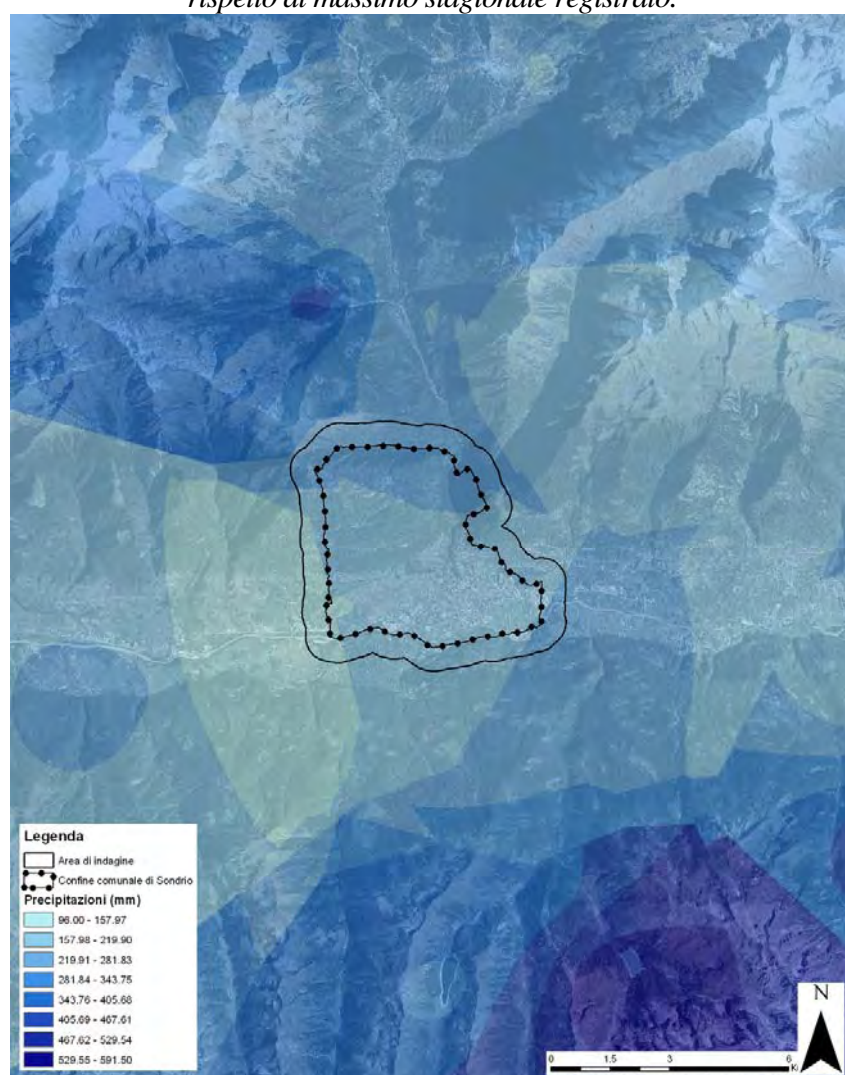 rispetto al massimo stagionale registrato.
Legenda
Area di indagine
Confine comunale di Sondrio
Precipitazioni (mm)
96.00 - 157.97
157.98 - 219.90
219.91 - 281.83
281.84 - 343.75
343.76 - 405.68
405.69 - 467.61
467.62 - 529.54
529.55 - 591.50
N
0 1.5 3 6